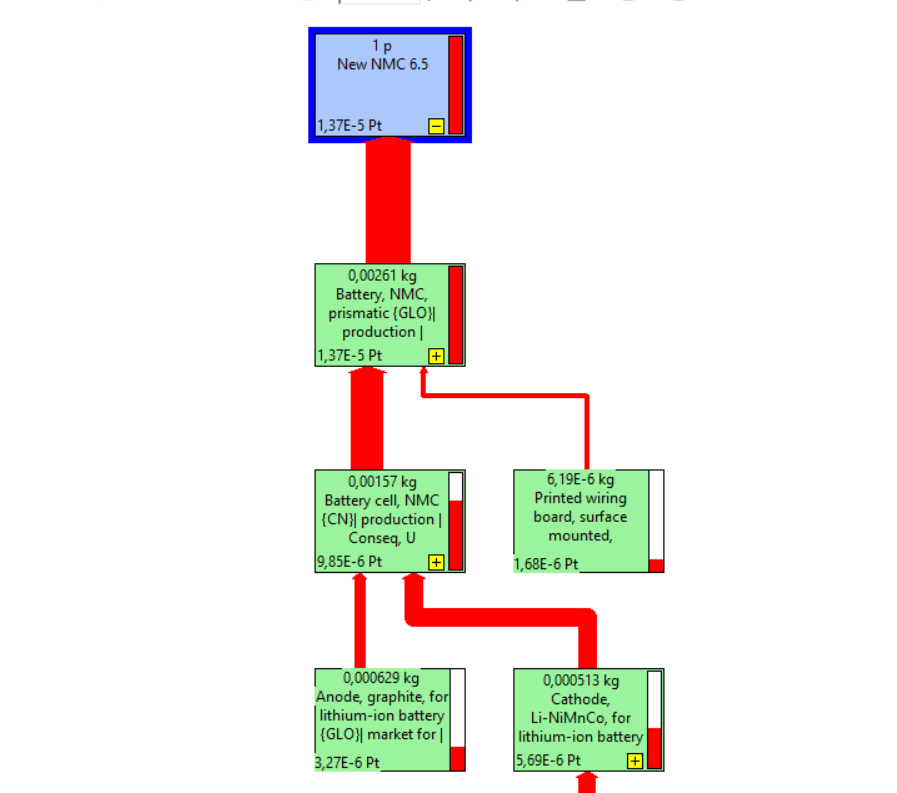 1 p
New NMC 6.5
1,37E-5 Pt
0,00261 kg
Battery, NMC,
prismatic {GLO}|
production |
1,37E-5 Pt
0,00157 kg
Battery cell, NMC
{CN}| production |
Conseq, U
9,85E-6 Pt
6,19E-6 kg
Printed wiring
board, surface
mounted,
1,68E-6 Pt
0,000629 kg
Anode, graphite, for
lithium-ion battery
{GLO}| market for |
3,27E-6 Pt
0,000513 kg
Cathode,
Li-NiMnCo, for
lithium-ion battery
5,69E-6 Pt